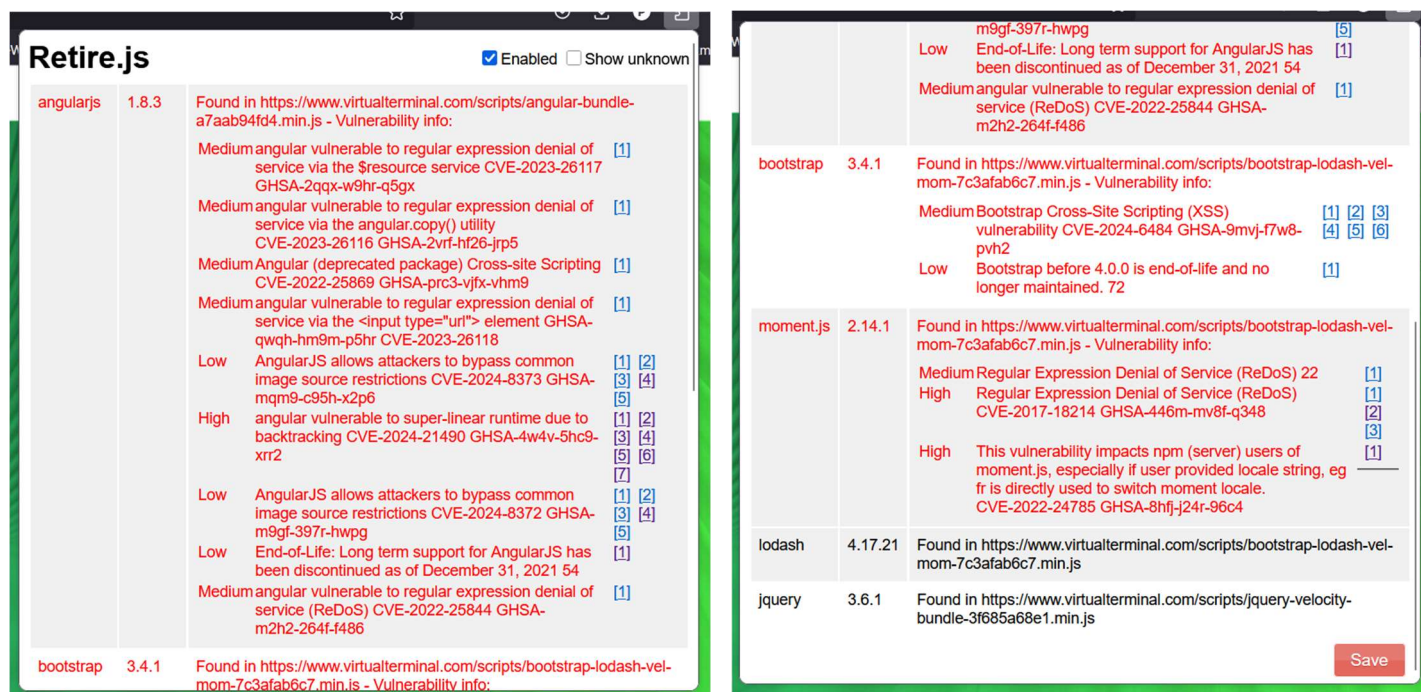 Retire.js
Enabled
Show unknown
angularjs 1.8.3 Found in https://www.virtualterminal.com/scripts/angular-bundle-
a7aab94fd4.min.js - Vulnerability info:
Medium angular vulnerable to regular expression denial of [1]
service via the $resource service CVE-2023-26117
GHSA-2qqx-w9hr-q5gx
Medium angular vulnerable to regular expression denial of [1]
service via the angular.copy() utility
CVE-2023-26116 GHSA-2vrf-hf26-jrp5
Medium Angular (deprecated package) Cross-site Scripting [1]
CVE-2022-25869 GHSA-prc3-vjfx-vhm9
Medium angular vulnerable to regular expression denial of [1]
service via the <input type="url"> element GHSA-
qwqh-hm9m-p5hr CVE-2023-26118
Low AngularJS allows attackers to bypass common [1] [2]
image source restrictions CVE-2024-8373 GHSA- [3] [4]
mqm9-c95h-x2p6 [5]
High angular vulnerable to super-linear runtime due to [1] [2]
backtracking CVE-2024-21490 GHSA-4w4v-5hc9- [3] [4]
xrr2 [5] [6]
[7]
Low AngularJS allows attackers to bypass common [1] [2]
image source restrictions CVE-2024-8372 GHSA- [3] [4]
m9gf-397r-hwpg [5]
Low End-of-Life: Long term support for AngularJS has [1]
been discontinued as of December 31, 2021 54
Medium angular vulnerable to regular expression denial of [1]
service (ReDoS) CVE-2022-25844 GHSA-
m2h2-264f-f486
bootstrap 3.4.1 Found in https://www.virtualterminal.com/scripts/bootstrap-lodash-vel-
mom-7c3afab6c7.min.js - Vulnerability info:
m9gf-397r-hwpg [5]
Low End-of-Life: Long term support for AngularJS has [1]
been discontinued as of December 31, 2021 54
Medium angular vulnerable to regular expression denial of [1]
service (ReDoS) CVE-2022-25844 GHSA-
m2h2-264f-f486
bootstrap 3.4.1 Found in https://www.virtualterminal.com/scripts/bootstrap-lodash-vel-
mom-7c3afab6c7.min.js - Vulnerability info:
Medium Bootstrap Cross-Site Scripting (XSS) [1] [2] [3]
vulnerability CVE-2024-6484 GHSA-9mvj-f7w8- [4] [5] [6]
pvh2
Low Bootstrap before 4.0.0 is end-of-life and no [1]
longer maintained. 72
moment.js 2.14.1 Found in https://www.virtualterminal.com/scripts/bootstrap-lodash-vel-
mom-7c3afab6c7.min.js - Vulnerability info:
Medium Regular Expression Denial of Service (ReDoS) 22 [1]
High Regular Expression Denial of Service (ReDoS) [1]
CVE-2017-18214 GHSA-446m-mv8f-q348 [2]
[3]
High This vulnerability impacts npm (server) users of [1]
moment.js, especially if user provided locale string, eg
fr is directly used to switch moment locale.
CVE-2022-24785 GHSA-8hfj-j24r-96c4
lodash 4.17.21 Found in https://www.virtualterminal.com/scripts/bootstrap-lodash-vel-
mom-7c3afab6c7.min.js
jquery 3.6.1 Found in https://www.virtualterminal.com/scripts/jquery-velocity-
bundle-3f685a68e1.min.js
Save